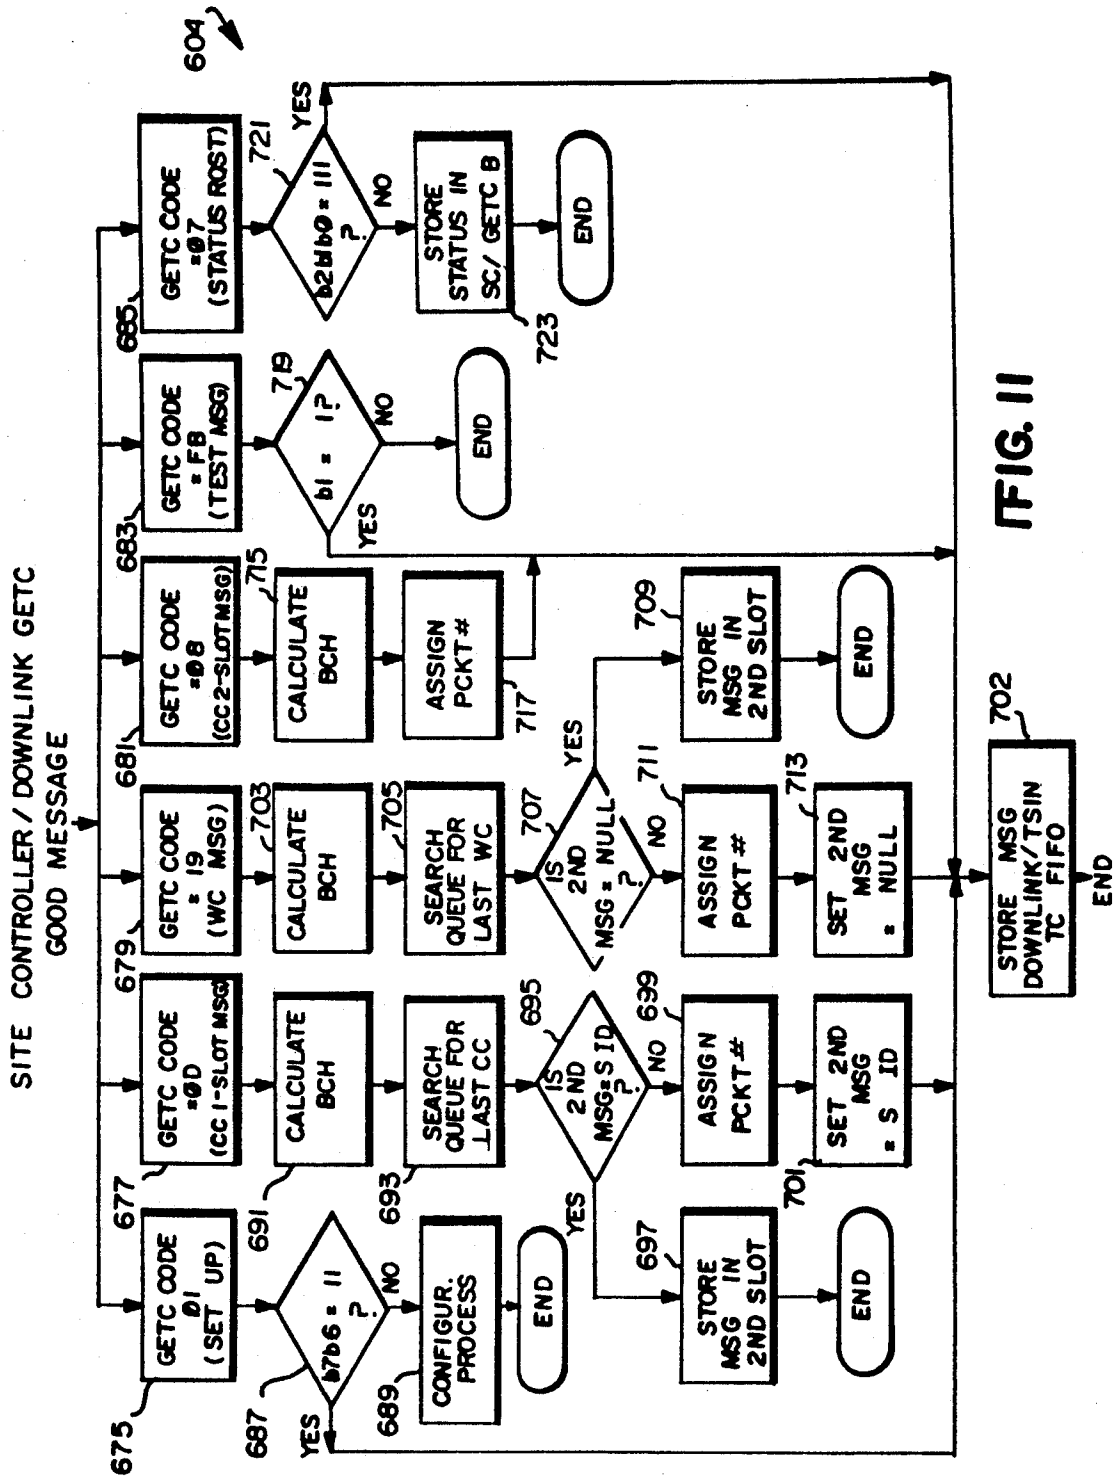 SITE CONTROLLER/DOWNLINK GETC
GOOD MESSAGE
604
675
GETC CODE
01
(SET UP)
687
b7b6 = 11
?
YES
NO
689
CONFIGUR.
PROCESS
END
677
GETC CODE
=0D
(CC 1-SLOT MSG)
691
CALCULATE
BCH
693
SEARCH
QUEUE FOR
LAST CC
695
IS
2ND
MSG=S ID
?
YES
NO
697
STORE
MSG IN
2ND SLOT
END
699
ASSIGN
PCKT #
701
SET 2ND
MSG
= S ID
679
GETC CODE
= 19
(WC MSG)
703
CALCULATE
BCH
705
SEARCH
QUEUE FOR
LAST WC
707
IS
2ND
MSG = NULL
?
YES
NO
709
STORE
MSG IN
2ND SLOT
END
711
ASSIGN
PCKT #
713
SET 2ND
MSG
= NULL
681
GETC CODE
=0B
(CC 2-SLOT MSG)
715
CALCULATE
BCH
717
ASSIGN
PCKT #
683
GETC CODE
= FB
(TEST MSG)
719
b1 = 1?
YES
NO
END
685
GETC CODE
=07
(STATUS RQST)
721
b2b1b0 = 111
?
YES
NO
723
STORE
STATUS IN
SC/ GETC B
END
702
STORE MSG
DOWNLINK/TSIN
TC FIFO
END
FIG. 11